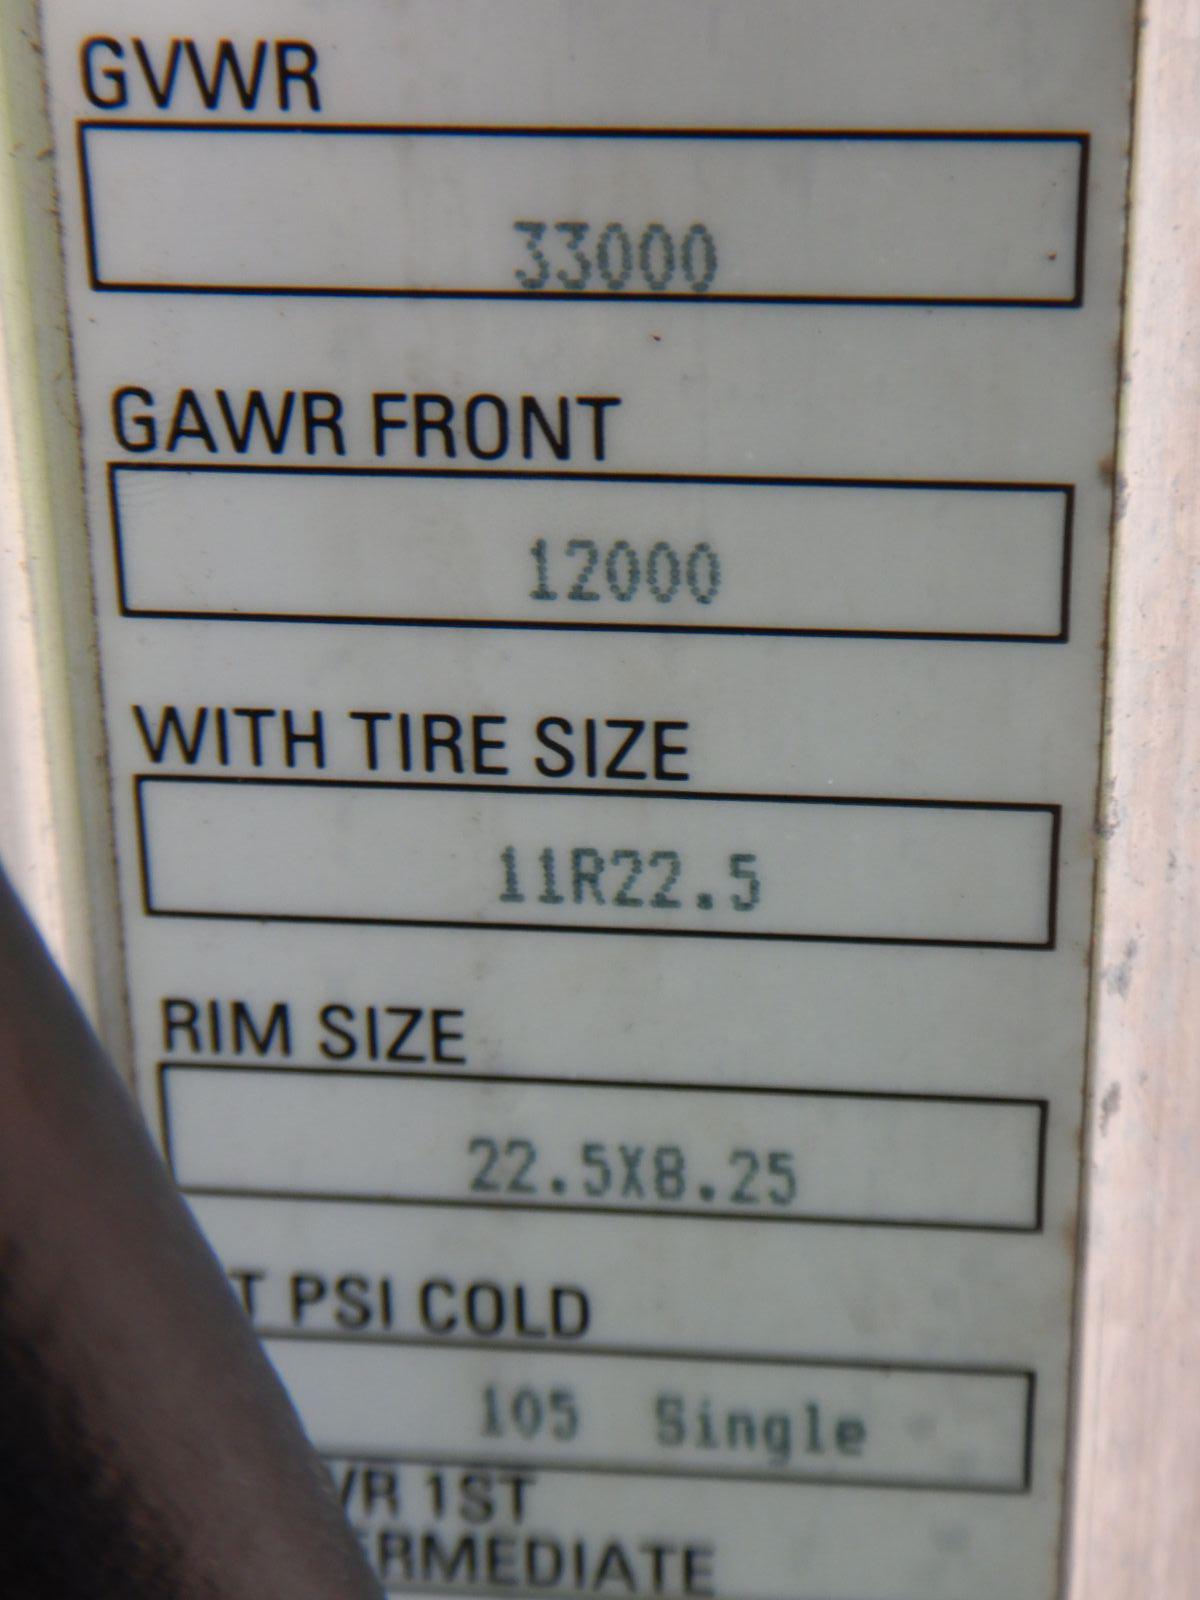 GVWR
33000
GAWR FRONT
12000
WITH TIRE SIZE
11R22.5
RIM SIZE
22.5X8.25
PSI COLD
105 Single
1ST